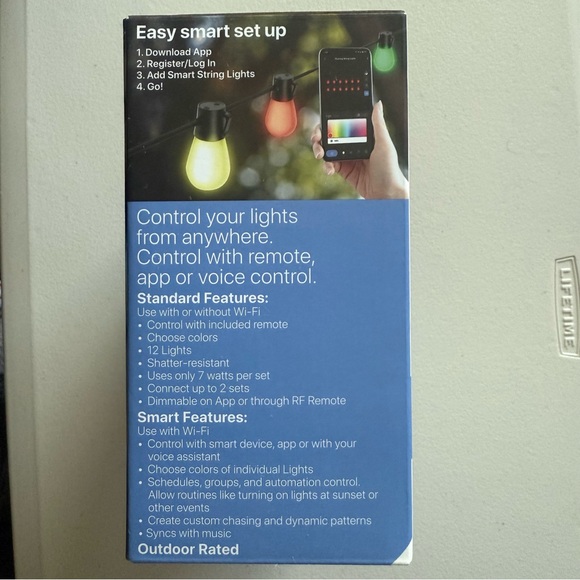 Easy smart set up
1. Download App
2. Register/Log In
3. Add Smart String Lights
4. Go!
Control your lights
from anywhere.
Control with remote,
app or voice control.
Standard Features:
Use with or without Wi-Fi
• Control with included remote
• Choose colors
• 12 Lights
• Shatter-resistant
• Uses only 7 watts per set
• Connect up to 2 sets
• Dimmable on App or through RF Remote
Smart Features:
Use with Wi-Fi
• Control with smart device, app or with your
voice assistant
• Choose colors of individual Lights
• Schedules, groups, and automation control.
Allow routines like turning on lights at sunset or
other events
• Create custom chasing and dynamic patterns
• Syncs with music
Outdoor Rated
LIFETIME